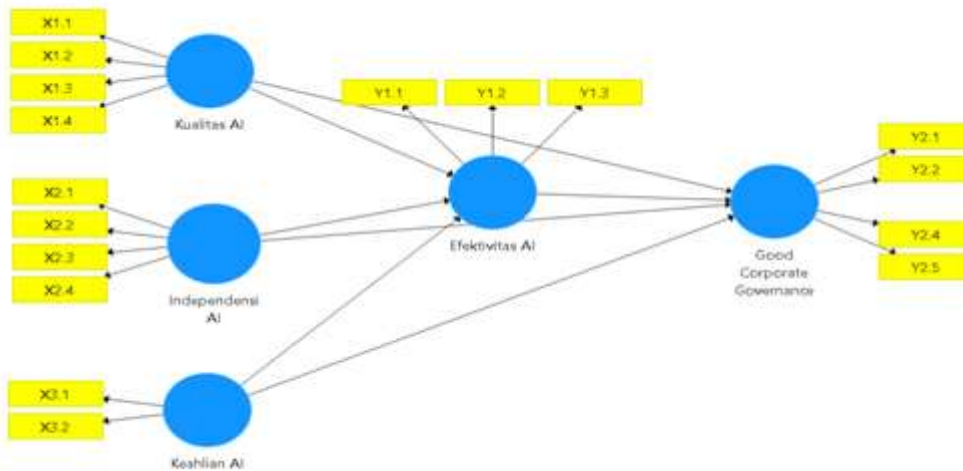 X1.1
X1.2
X1.3
X1.4
Kualitas AI
Y1.1
Y1.2
Y1.3
Efektivitas AI
X2.1
X2.2
X2.3
X2.4
Independensi
AI
X3.1
X3.2
Keahlian AI
Y2.1
Y2.2
Y2.4
Y2.5
Good
Corporate
Governance